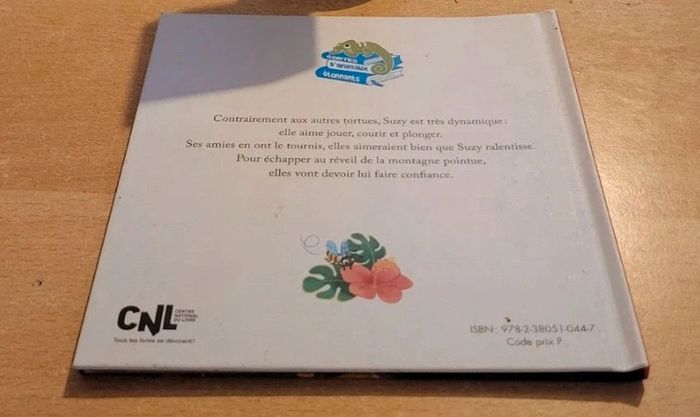 CONTES
d'animaux
étonnants
Contrairement aux autres tortues, Suzy est très dynamique :
elle aime jouer, courir et plonger.
Ses amies en ont le tournis, elles aimeraient bien que Suzy ralentisse.
Pour échapper au réveil de la montagne pointue,
elles vont devoir lui faire confiance.
CNL
CENTRE
NATIONAL
DU LIVRE
Tous les livres se dévorent!
ISBN : 978-2-38051-044-7
Code prix P